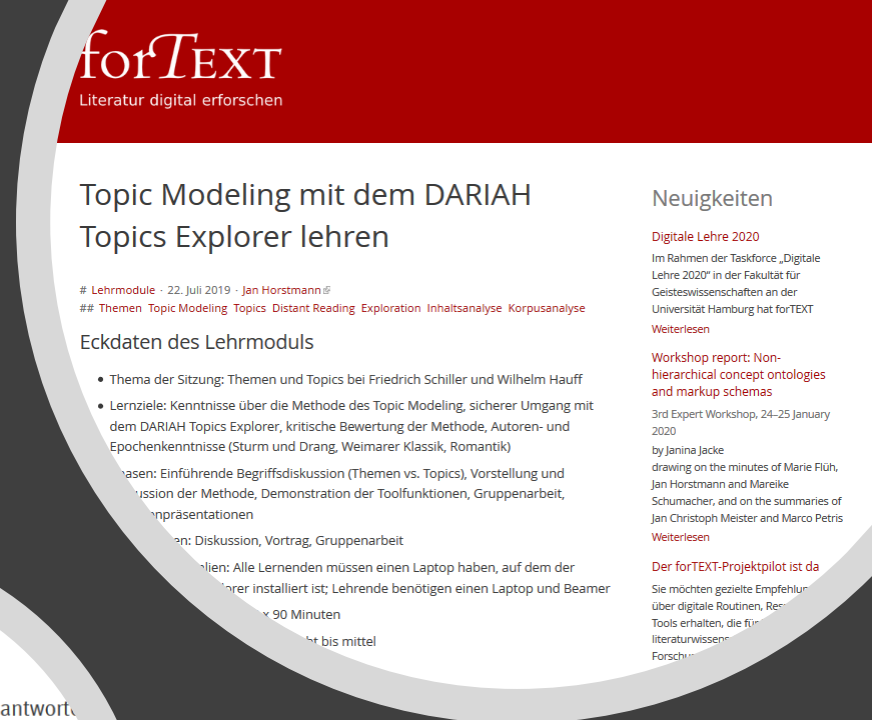 forTEXT
Literatur digital erforschen
Topic Modeling mit dem DARIAH
Topics Explorer lehren
# Lehrmodule - 22. Juli 2019 - Jan Horstmann
## Themen Topic Modeling Topics Distant Reading Exploration Inhaltsanalyse Korpusanalyse
Eckdaten des Lehrmoduls
• Thema der Sitzung: Themen und Topics bei Friedrich Schiller und Wilhelm Hauff
• Lernziele: Kenntnisse über die Methode des Topic Modeling, sicherer Umgang mit
dem DARIAH Topics Explorer, kritische Bewertung der Methode, Autoren- und
Epochenkenntnisse (Sturm und Drang, Weimarer Klassik, Romantik)
Einführende Begriffsdiskussion (Themen vs. Topics), Vorstellung und
der Methode, Demonstration der Toolfunktionen, Gruppenarbeit,
Diskussion, Vortrag, Gruppenarbeit
Alle Lernenden müssen einen Laptop haben, auf dem der
installiert ist; Lehrende benötigen einen Laptop und Beamer
x 90 Minuten
bis mittel
Neuigkeiten
Digitale Lehre 2020
Im Rahmen der Taskforce „Digitale
Lehre 2020“ in der Fakultät für
Geisteswissenschaften an der
Universität Hamburg hat forTEXT
Weiterlesen
Workshop report: Non-
hierarchical concept ontologies
and markup schemas
3rd Expert Workshop, 24–25 January
2020
by Janina Jacke
drawing on the minutes of Marie Flüh,
Jan Horstmann and Mareike
Schumacher, and on the summaries of
Jan Christoph Meister and Marco Petris
Weiterlesen
Der forTEXT-Projektpilot ist da
Sie möchten gezielte
über digitale Routinen,
Tools erhalten, die